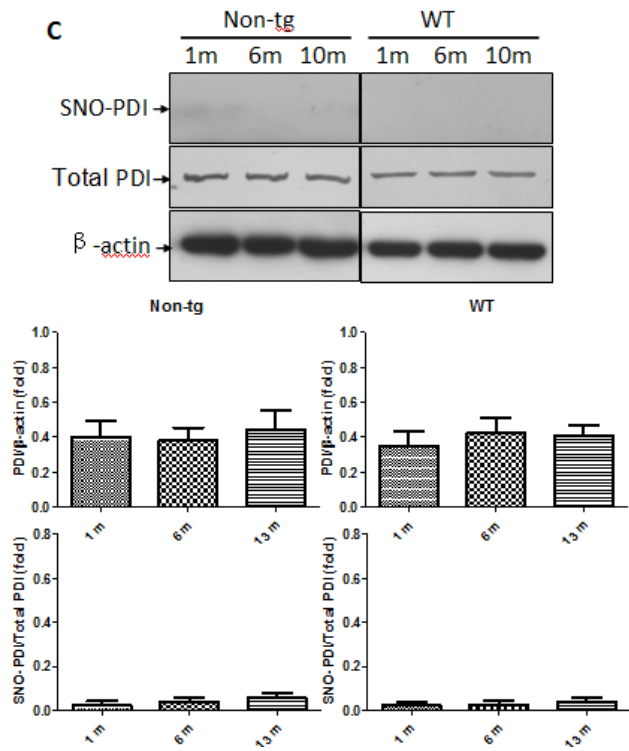 C
Non-tg WT
1m 6m 10m 1m 6m 10m
SNO-PDI
Total PDI
β -actin
Non-tg WT
PDI/β-actin (fold)
1.0
0.8
0.6
0.4
0.2
0.0
1 m 6 m 13 m
PDI/β-actin (fold)
1.0
0.8
0.6
0.4
0.2
0.0
1 m 6 m 13 m
SNO-PDI/Total PDI (fold)
0.8
0.6
0.4
0.2
0.0
1 m 6 m 13 m
SNO-PDI/Total PDI (fold)
0.8
0.6
0.4
0.2
0.0
1 m 6 m 13 m